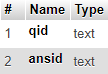 # Name Type
1 qid text
2 ansid text